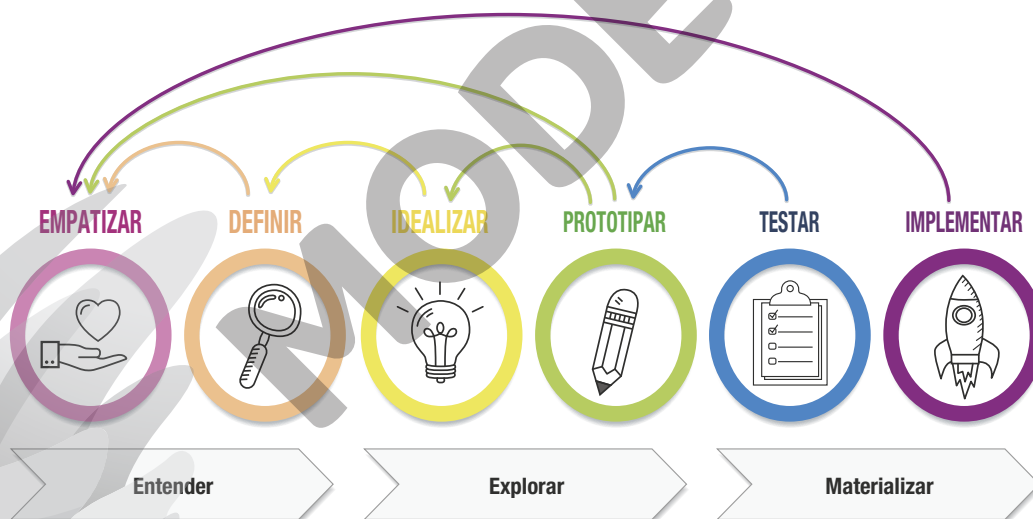 EMPATIZAR DEFINIR IDEALIZAR PROTOTIPAR TESTAR IMPLEMENTAR
Entender Explorar Materializar
MODE